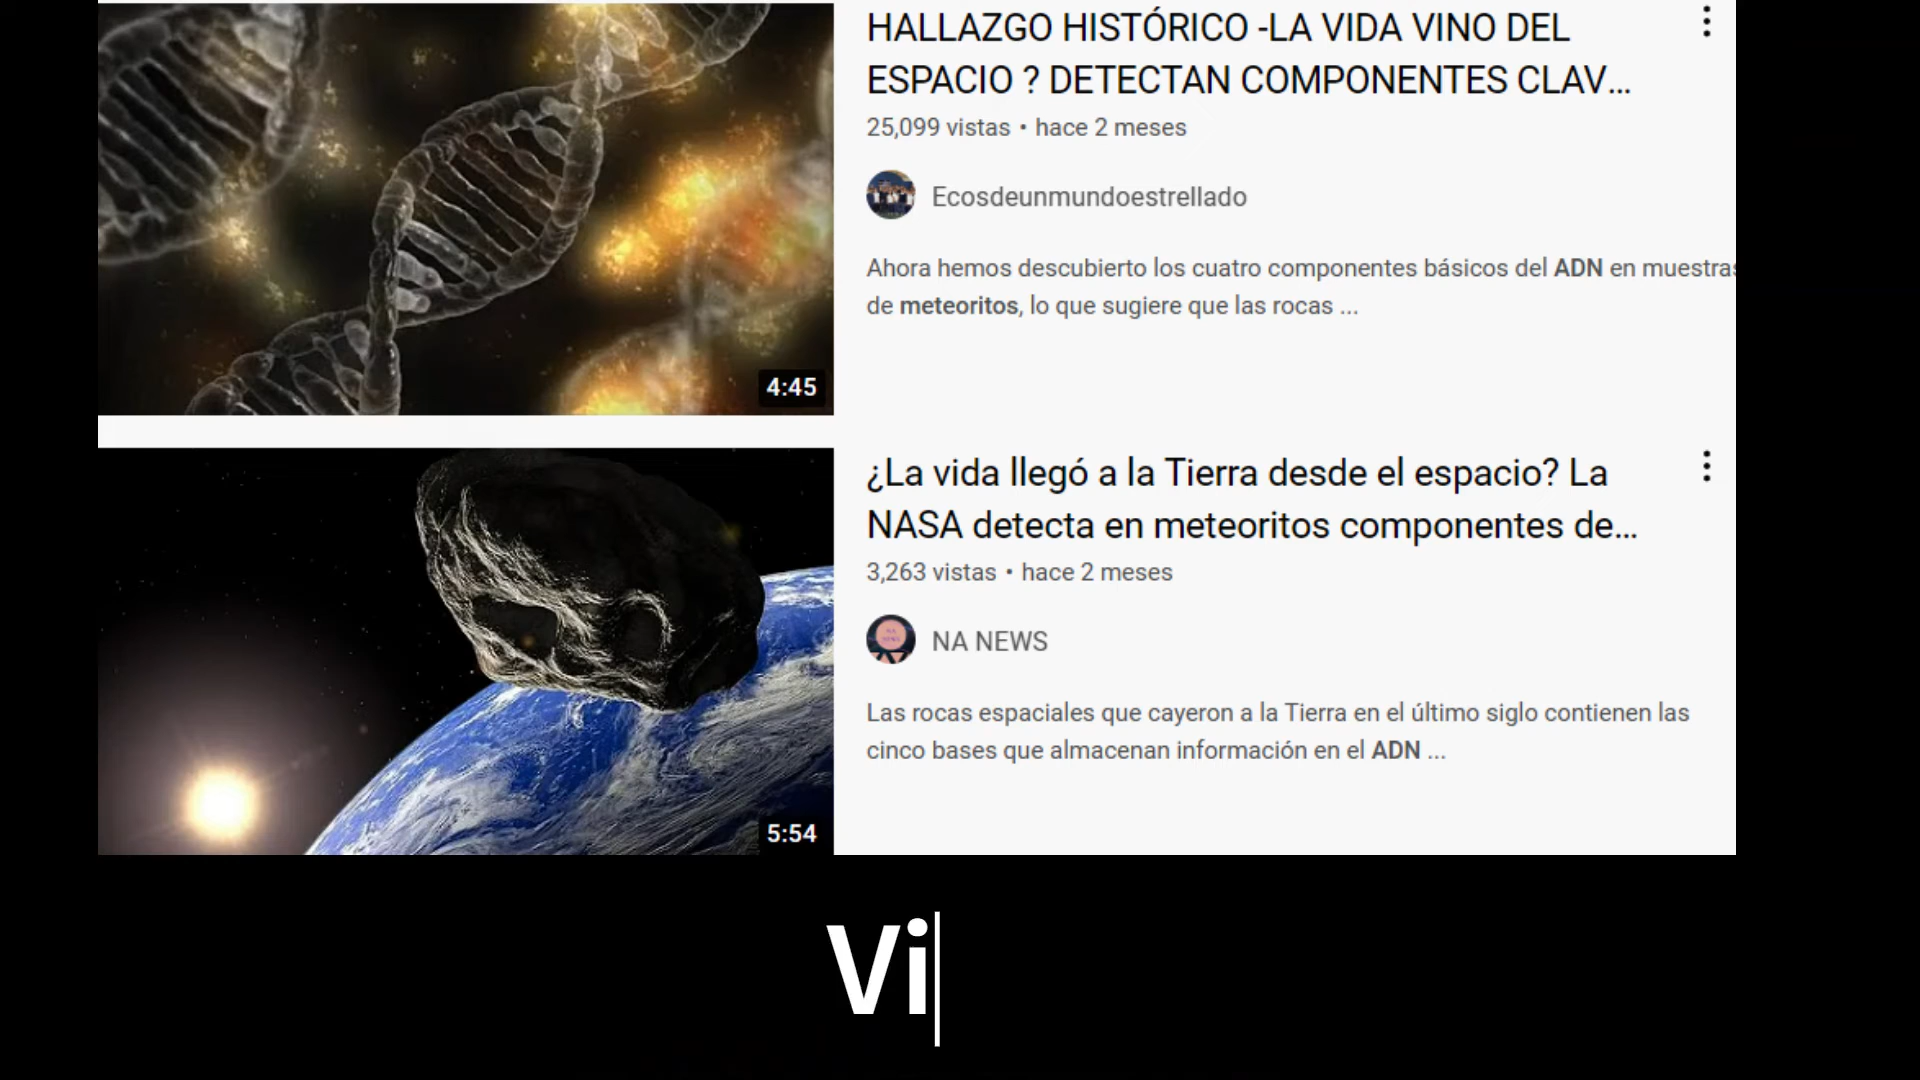 HALLAZGO HISTÓRICO -LA VIDA VINO DEL
ESPACIO ? DETECTAN COMPONENTES CLAV...
25,099 vistas • hace 2 meses
Ecosdeunmundoestrellado
Ahora hemos descubierto los cuatro componentes básicos del ADN en muestras
de meteoritos, lo que sugiere que las rocas ...
4:45
¿La vida llegó a la Tierra desde el espacio? La
NASA detecta en meteoritos componentes de...
3,263 vistas • hace 2 meses
NA NEWS
Las rocas espaciales que cayeron a la Tierra en el último siglo contienen las
cinco bases que almacenan información en el ADN ...
5:54
Vi